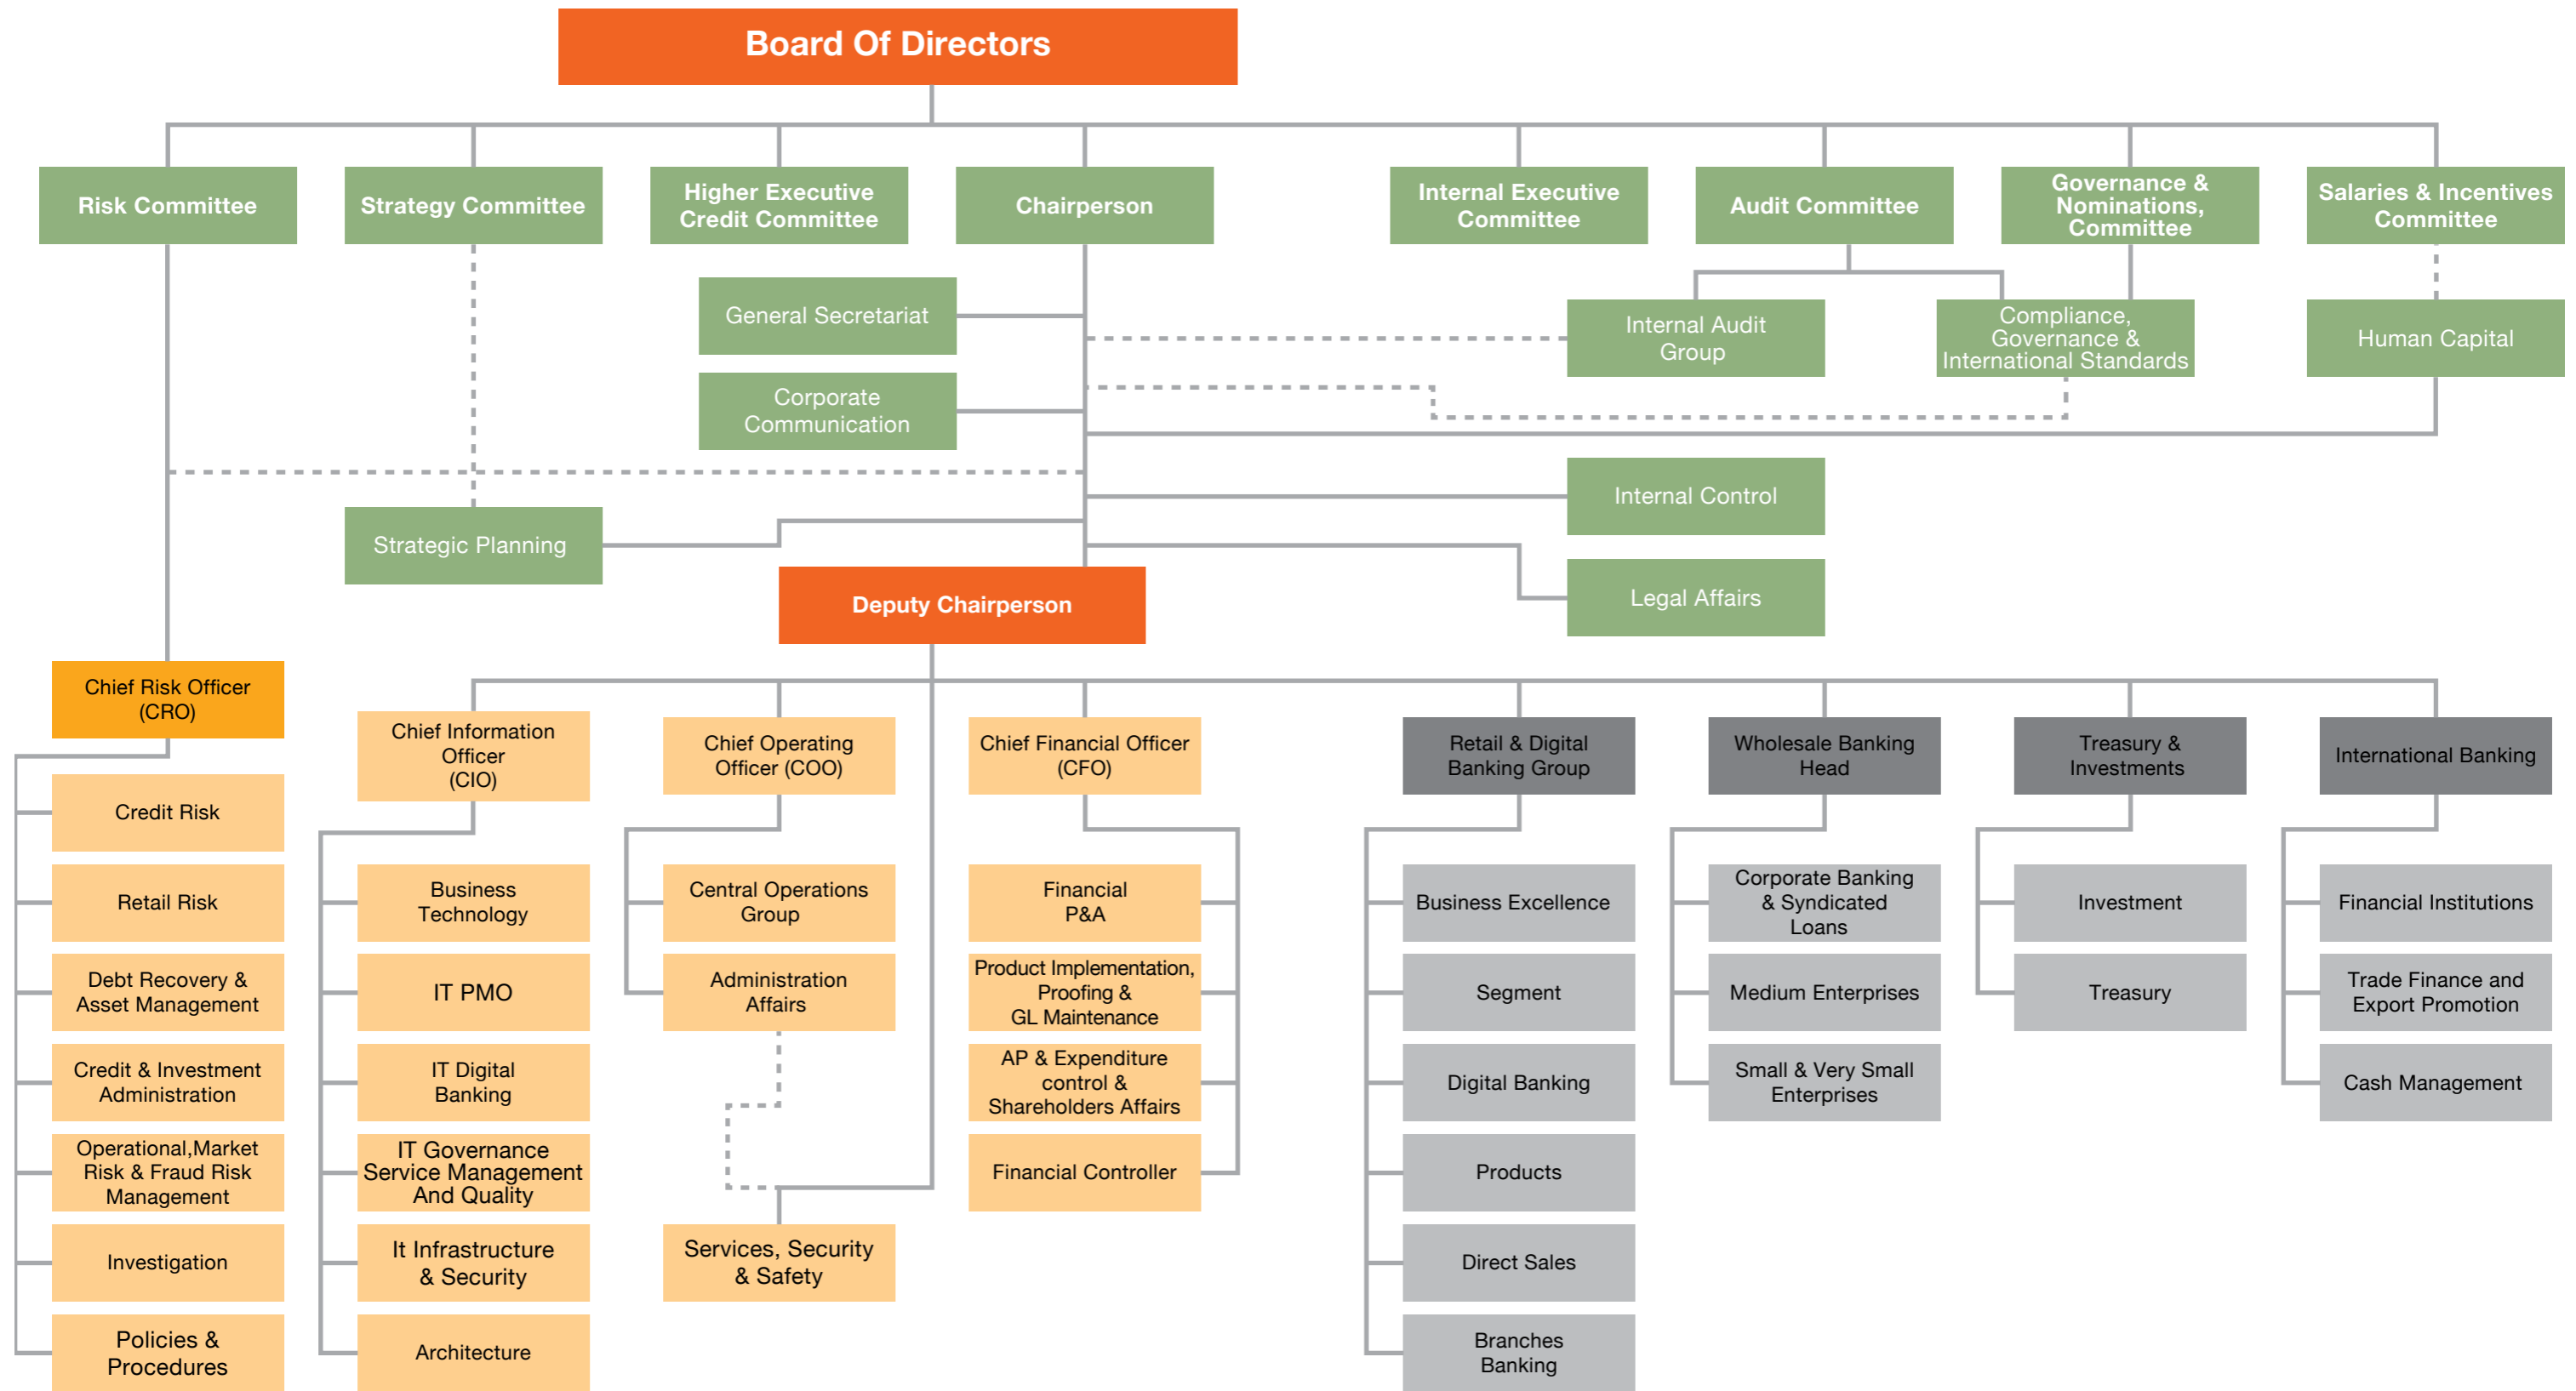 Board Of Directors
Risk Committee
Strategy Committee
Higher Executive
Credit Committee
Chairperson
Internal Executive
Committee
Audit Committee
Governance &
Nominations,
Committee
Salaries & Incentives
Committee
General Secretariat
Corporate
Communication
Internal Audit
Group
Compliance,
Governance &
International Standards
Human Capital
Internal Control
Strategic Planning
Legal Affairs
Deputy Chairperson
Chief Risk Officer
(CRO)
Credit Risk
Retail Risk
Debt Recovery &
Asset Management
Credit & Investment
Administration
Operational,Market
Risk & Fraud Risk
Management
Investigation
Policies &
Procedures
Chief Information
Officer
(CIO)
Business
Technology
IT PMO
IT Digital
Banking
IT Governance
Service Management
And Quality
It Infrastructure
& Security
Architecture
Chief Operating
Officer (COO)
Central Operations
Group
Administration
Affairs
Services, Security
& Safety
Chief Financial Officer
(CFO)
Financial
P&A
Product Implementation,
Proofing &
GL Maintenance
AP & Expenditure
control &
Shareholders Affairs
Financial Controller
Retail & Digital
Banking Group
Business Excellence
Segment
Digital Banking
Products
Direct Sales
Branches
Banking
Wholesale Banking
Head
Corporate Banking
& Syndicated
Loans
Medium Enterprises
Small & Very Small
Enterprises
Treasury &
Investments
Investment
Treasury
International Banking
Financial Institutions
Trade Finance and
Export Promotion
Cash Management